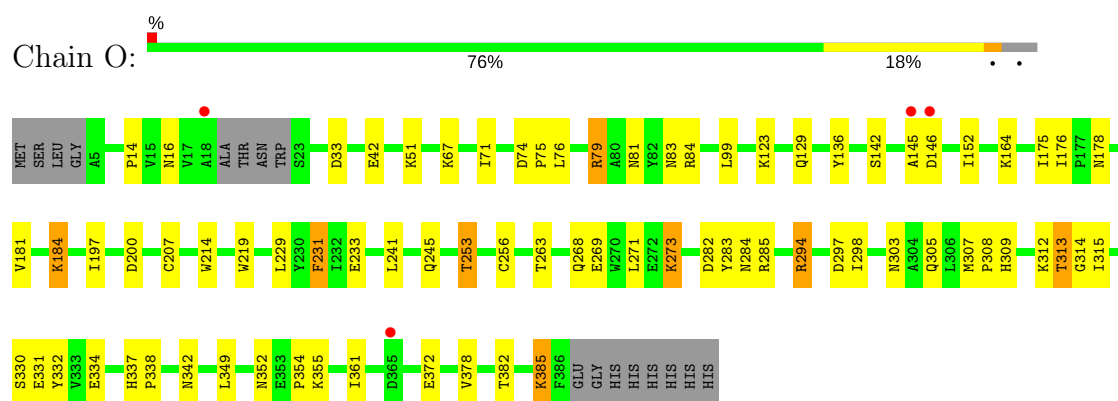 %
Chain O:
76% 18% • •
MET SER LEU GLY A5 P14 V15 N16 V17 A18 ALA THR ASN TRP S23 D33 E42 K51 K67 I71 D74 P75 L76 R79 A80 N81 Y82 N83 R84 L99 K123 Q129 Y136 S142 A145 D146 I152 K164 I175 I176 P177 N178
V181 K184 I197 D200 C207 W214 W219 L229 Y230 F231 I232 E233 L241 Q245 T253 C256 T263 Q268 E269 W270 L271 E272 K273 D282 Y283 N284 R285 R294 D297 I298 N303 A304 Q305 L306 M307 P308 H309 K312 T313 G314 I315
S330 E331 Y332 V333 E334 H337 P338 N342 L349 N352 E353 P354 K355 I361 D365 E372 V378 T382 K385 F386 GLU GLY HIS HIS HIS HIS HIS HIS